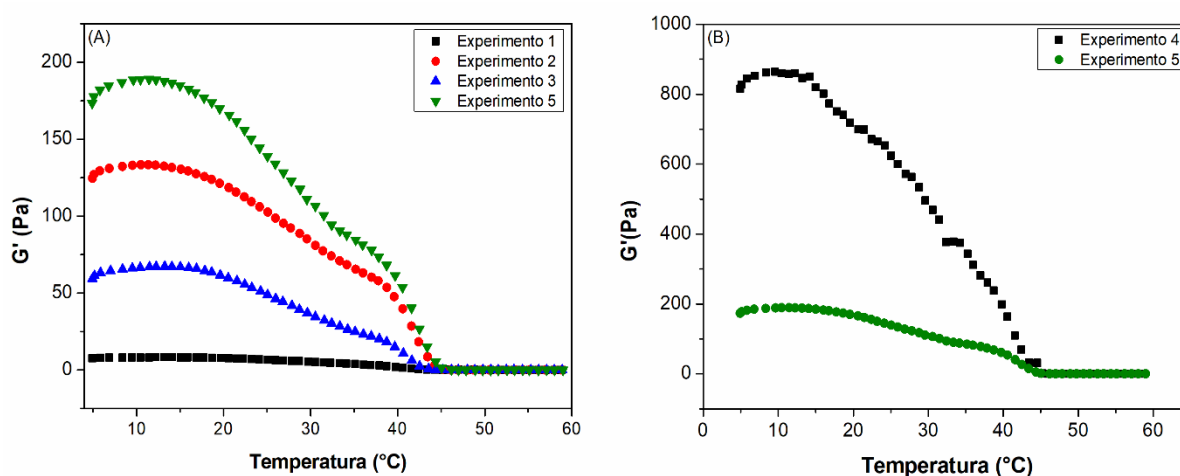 (A)
Experimento 1
Experimento 2
Experimento 3
Experimento 5
200
150
100
50
0
G' (Pa)
10 20 30 40 50 60
Temperatura (°C)
(B)
Experimento 4
Experimento 5
1000
800
600
400
200
0
G'(Pa)
0 10 20 30 40 50 60
Temperatura (°C)